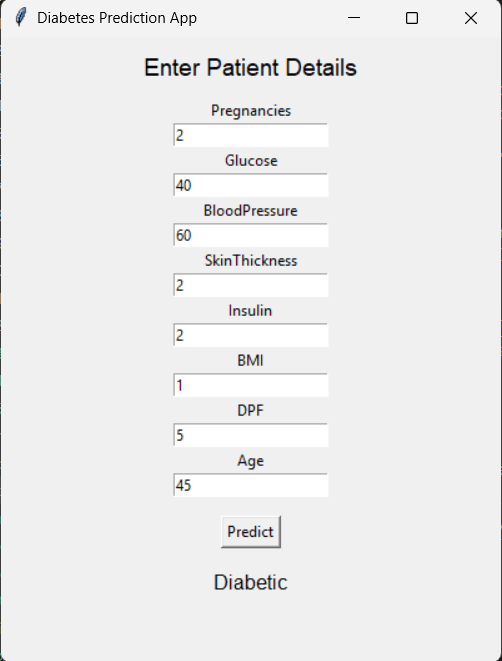 Diabetes Prediction App
Enter Patient Details
Pregnancies
2
Glucose
40
BloodPressure
60
SkinThickness
2
Insulin
2
BMI
1
DPF
5
Age
45
Predict
Diabetic